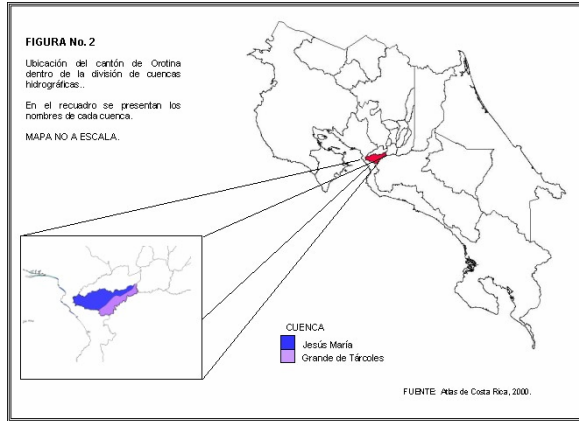 FIGURA No. 2
Ubicación del cantón de Orotina
dentro de la división de cuencas
hidrográficas..
En el recuadro se presentan los
nombres de cada cuenca.
MAPA NO A ESCALA.
CUENCA
Jesús María
Grande de Tárcoles
FUENTE: Atlas de Costa Rica, 2000.